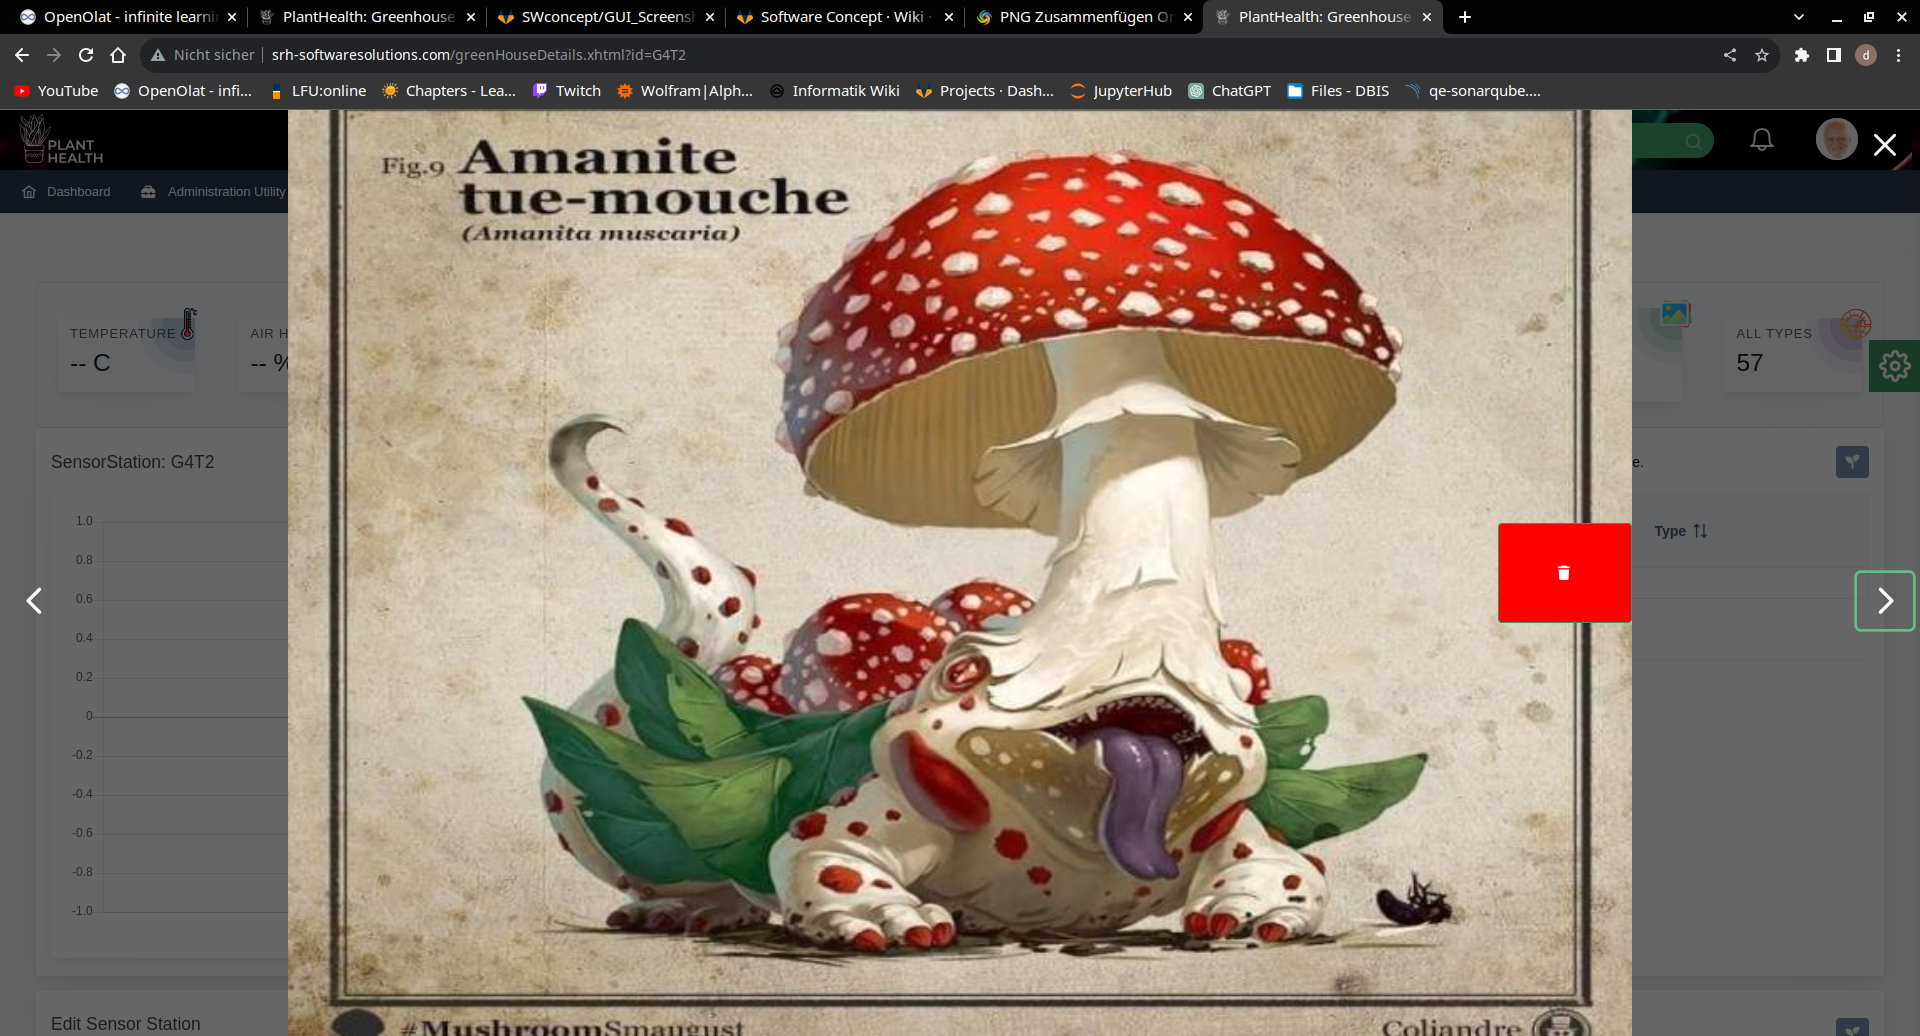 OpenOlat - infinite learni
PlantHealth: Greenhouse
SWconcept/GUI_Screens
Software Concept · Wiki ·
PNG Zusammenfügen O
PlantHealth: Greenhouse
Nicht sicher
srh-softwaresolutions.com/greenHouseDetails.xhtml?id=G4T2
d
YouTube
OpenOlat - infi...
LFU:online
Chapters - Lea...
Twitch
Wolfram|Alph...
Informatik Wiki
Projects · Dash...
JupyterHub
ChatGPT
Files - DBIS
qe-sonarqube....
PLANT
HEALTH
Dashboard
Administration Utility
Fig.9 Amanite
tue-mouche
(Amanita muscaria)
TEMPERATURE
°C
-- C
AIR H
-- %
ALL TYPES
57
SensorStation: G4T2
e.
Type
1.0
0.8
0.6
0.4
0.2
0
-0.2
-0.4
-0.6
-0.8
-1.0
Edit Sensor Station
#MushroomSmaugust
Coliandre